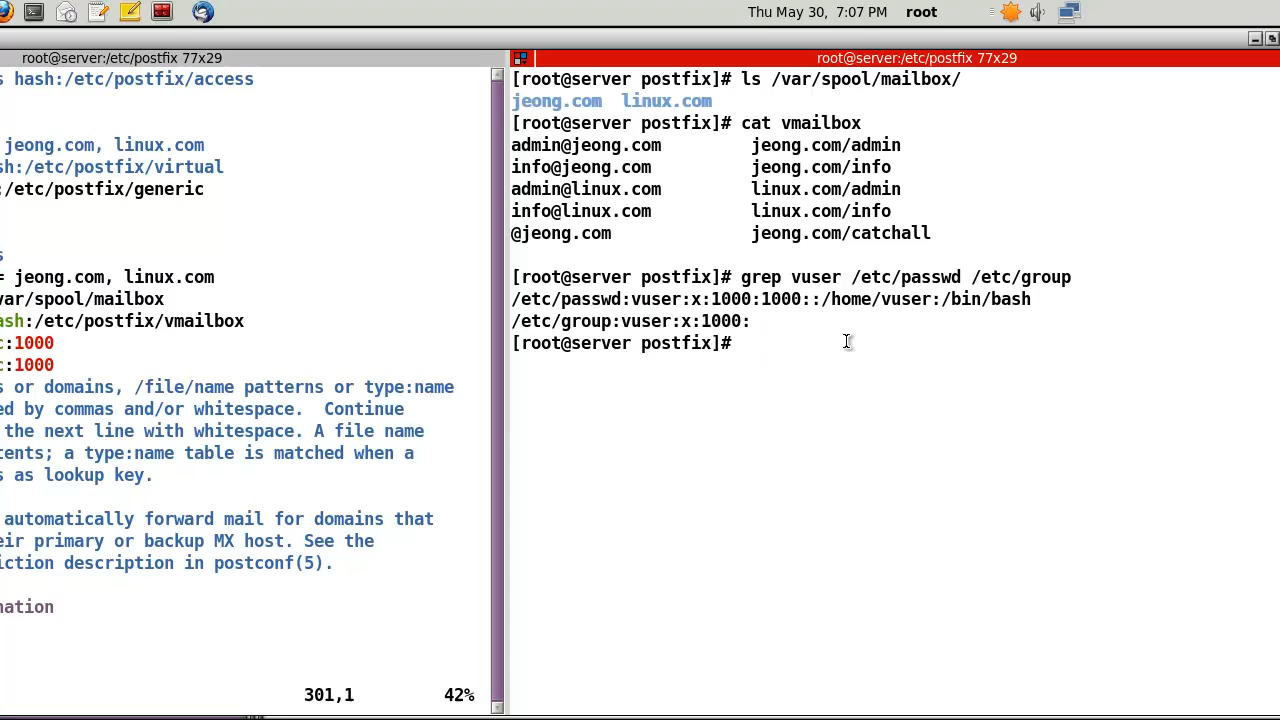 Thu May 30, 7:07 PM root
root@server:/etc/postfix 77x29
s hash:/etc/postfix/access
jeong.com, linux.com
sh:/etc/postfix/virtual
:/etc/postfix/generic
s
= jeong.com, linux.com
var/spool/mailbox
ash:/etc/postfix/vmailbox
c:1000
c:1000
s or domains, /file/name patterns or type:name
ed by commas and/or whitespace.  Continue
the next line with whitespace. A file name
tents; a type:name table is matched when a
s as lookup key.
automatically forward mail for domains that
eir primary or backup MX host. See the
iction description in postconf(5).
mation
301,1 42%
root@server:/etc/postfix 77x29
[root@server postfix]# ls /var/spool/mailbox/
jeong.com  linux.com
[root@server postfix]# cat vmailbox
admin@jeong.com jeong.com/admin
info@jeong.com jeong.com/info
admin@linux.com linux.com/admin
info@linux.com linux.com/info
@jeong.com jeong.com/catchall
[root@server postfix]# grep vuser /etc/passwd /etc/group
/etc/passwd:vuser:x:1000:1000::/home/vuser:/bin/bash
/etc/group:vuser:x:1000:
[root@server postfix]#